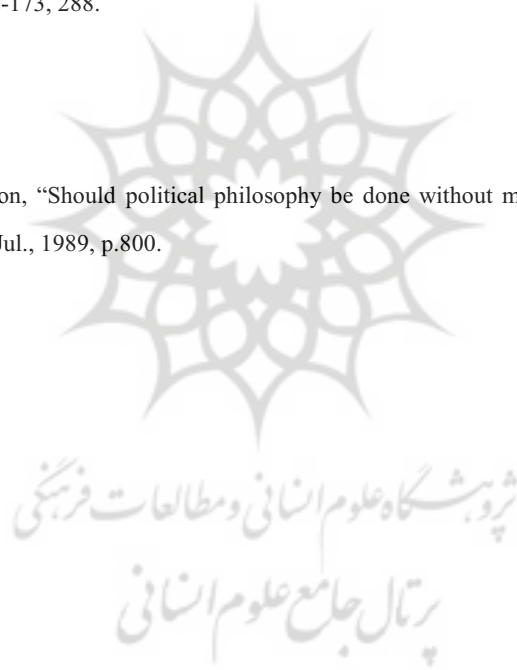 -173, 288.
on, “Should political philosophy be done without m
Jul., 1989, p.800.
پژوهشگاه علوم انسانی و مطالعات فرهنگی
پرتال جامع علوم انسانی